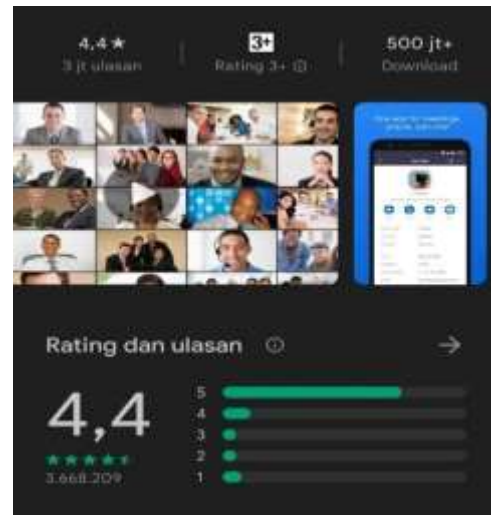 4,4★
3+
500 jt+
3 jt ulasan
Rating 3+
Download
Rating dan ulasan
4,4
5
4
3
2
1
3.668.209